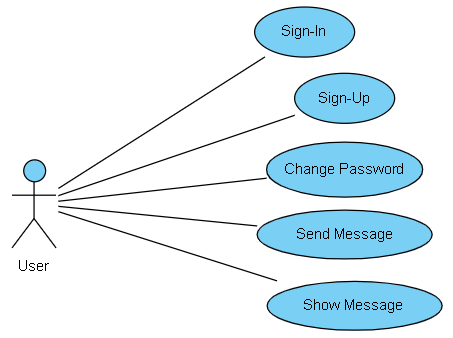 Sign-In
Sign-Up
Change Password
Send Message
Show Message
User